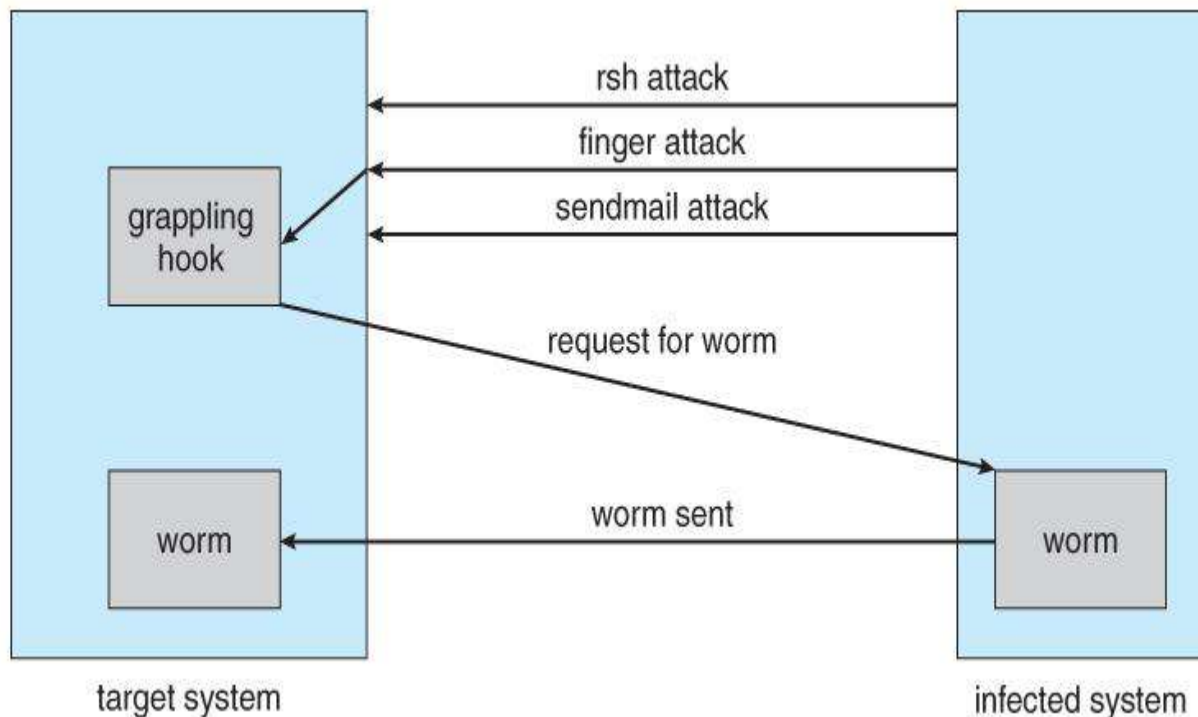 rsh attack
finger attack
sendmail attack
grappling
hook
request for worm
worm sent
worm
worm
target system
infected system